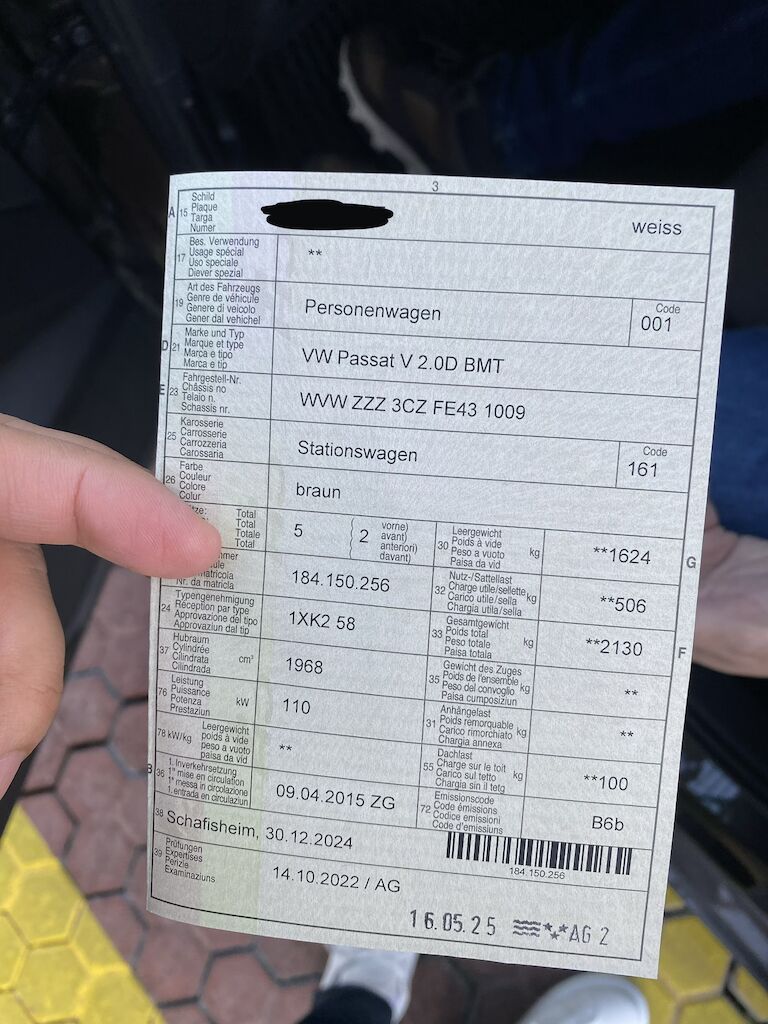 3
A 15 Schild
Plaque
Targa
Numer
weiss
17 Bes. Verwendung
Usage spécial
Uso speciale
Diever spezial
**
19 Art des Fahrzeugs
Genre de véhicule
Genere di veicolo
Gener dal vehichel
Personenwagen
Code
001
D 21 Marke und Typ
Marque et type
Marca e tipo
Marca e tip
VW Passat V 2.0D BMT
E 23 Fahrgestell-Nr.
Châssis no
Telaio n.
Schassis nr.
WVW ZZZ 3CZ FE43 1009
25 Karosserie
Carrosserie
Carrozzeria
Carossaria
Stationswagen
Code
161
26 Farbe
Couleur
Colore
Colur
braun
Total
Total
Totale
Total
5
2
vorne)
avant)
anteriori)
davant)
30 Leergewicht
Poids à vide
Peso a vuoto
Paisa da vid
kg
**1624
G
Nr. da matricla
184.150.256
32 Nutz-/Sattellast
Charge utile/sellette
Carico utile/sella
Chargia utila/sella
kg
**506
24 Typengenehmigung
Réception par type
Approvazione del tipo
Approvaziun dal tip
1XK2 58
33 Gesamtgewicht
Poids total
Peso totale
Paisa totala
kg
**2130
F
37 Hubraum
Cylindrée
Cilindrata
Cilindrada
cm³
1968
35 Gewicht des Zuges
Poids de l'ensemble
Peso del convoglio
Paisa cumposiziun
kg
**
76 Leistung
Puissance
Potenza
Prestaziun
kW
110
31 Anhängelast
Poids remorquable
Carico rimorchiato
Chargia annexa
kg
**
78 kW/kg
Leergewicht
poids à vide
peso a vuoto
paisa da vid
**
55 Dachlast
Charge sur le toit
Carico sul tetto
Chargia sin il tetg
kg
**100
B 36 1. Inverkehrsetzung
1re mise en circulation
1a messa in circolazione
1. entrada en circulaziun
09.04.2015 ZG
72 Emissionscode
Code émissions
Codice emissioni
Code d'emissiuns
B6b
38 Schafisheim, 30.12.2024
184.150.256
39 Prüfungen
Expertises
Perizie
Examinaziuns
14.10.2022 / AG
16.05.25 AG 2